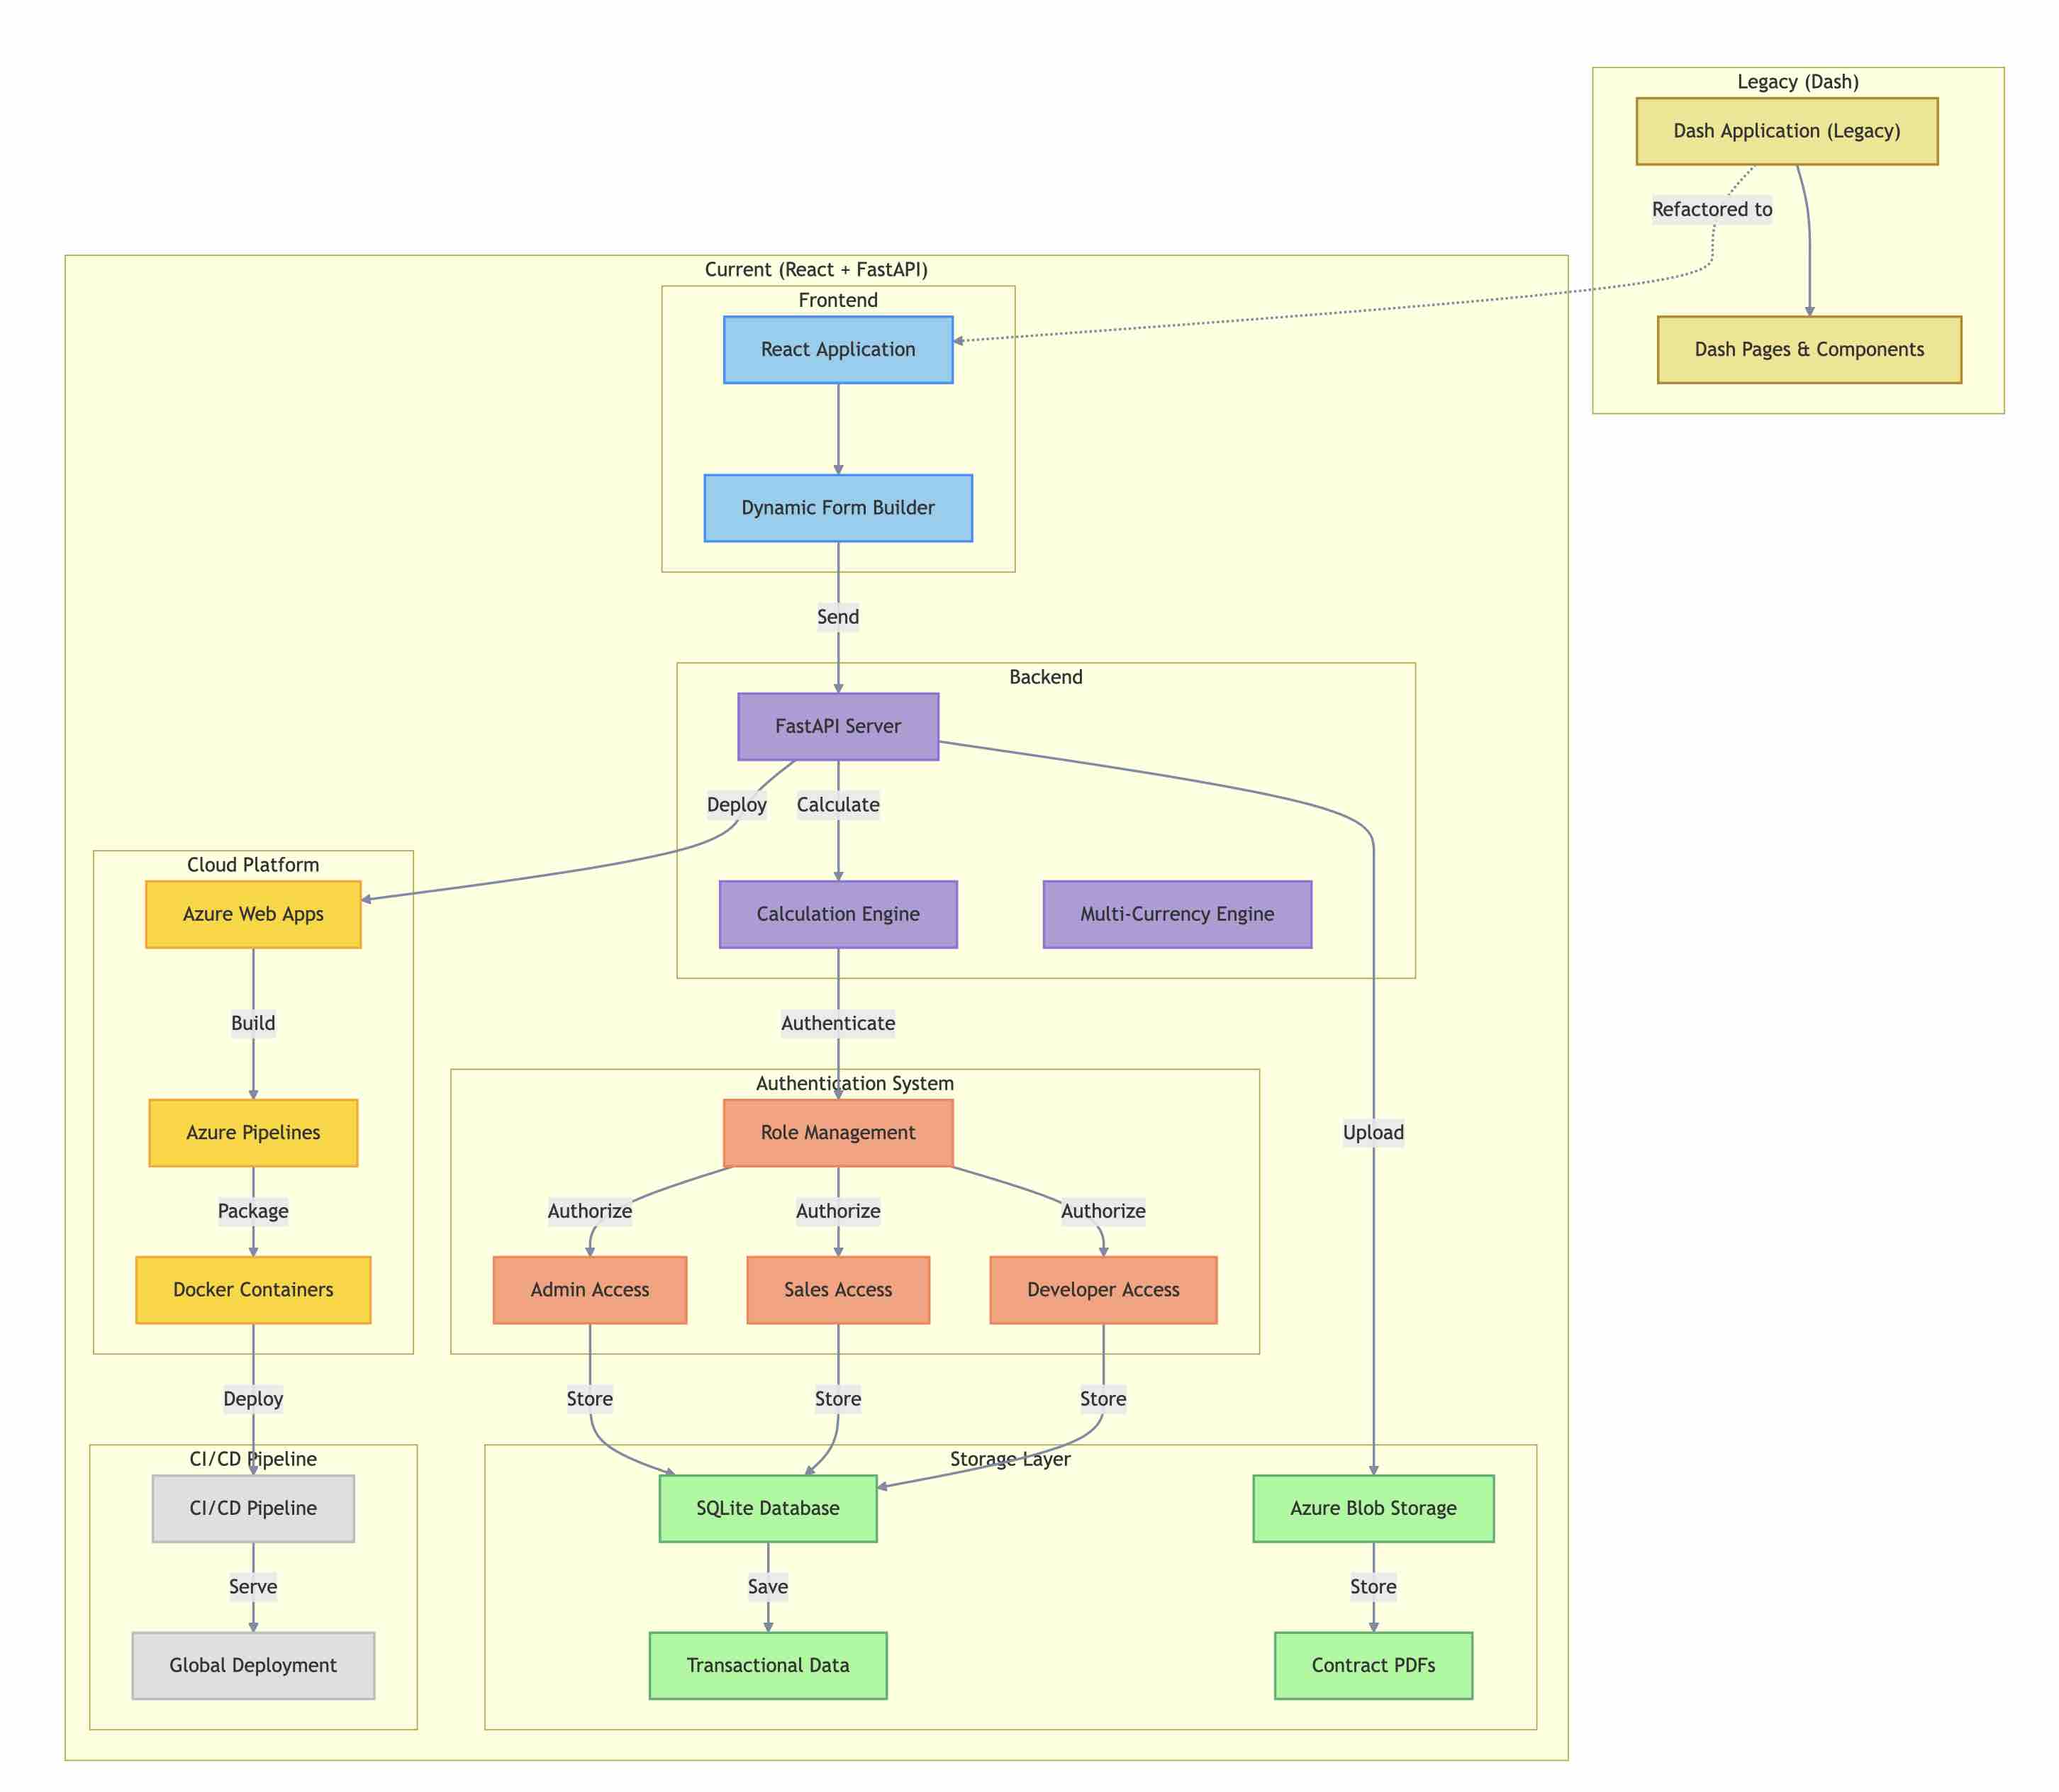 Legacy (Dash)
Dash Application (Legacy)
Refactored to
Dash Pages & Components
Current (React + FastAPI)
Frontend
React Application
Dynamic Form Builder
Send
Backend
FastAPI Server
Deploy
Calculate
Cloud Platform
Azure Web Apps
Calculation Engine
Multi-Currency Engine
Build
Authenticate
Authentication System
Azure Pipelines
Role Management
Upload
Package
Authorize
Authorize
Authorize
Docker Containers
Admin Access
Sales Access
Developer Access
Deploy
Store
Store
Store
CI/CD Pipeline
Storage Layer
CI/CD Pipeline
SQLite Database
Azure Blob Storage
Serve
Save
Store
Global Deployment
Transactional Data
Contract PDFs